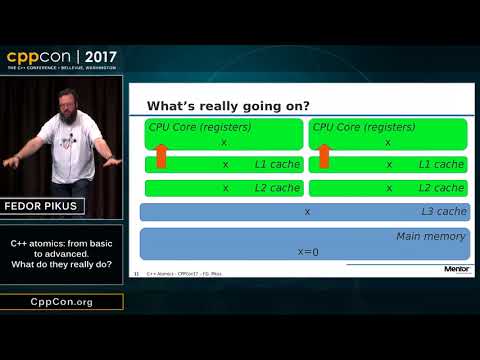 cppcon | 2017
THE C++ CONFERENCE • BELLEVUE, WASHINGTON
FEDOR PIKUS
C++ atomics: from basic
to advanced.
What do they really do?
CppCon.org
What's really going on?
CPU Core (registers)
x
CPU Core (registers)
x
x L1 cache
x L1 cache
x L2 cache
x L2 cache
x L3 cache
Main memory
x=0
11 C++ Atomics - CPPCon17 - F.G. Pikus
Mentor